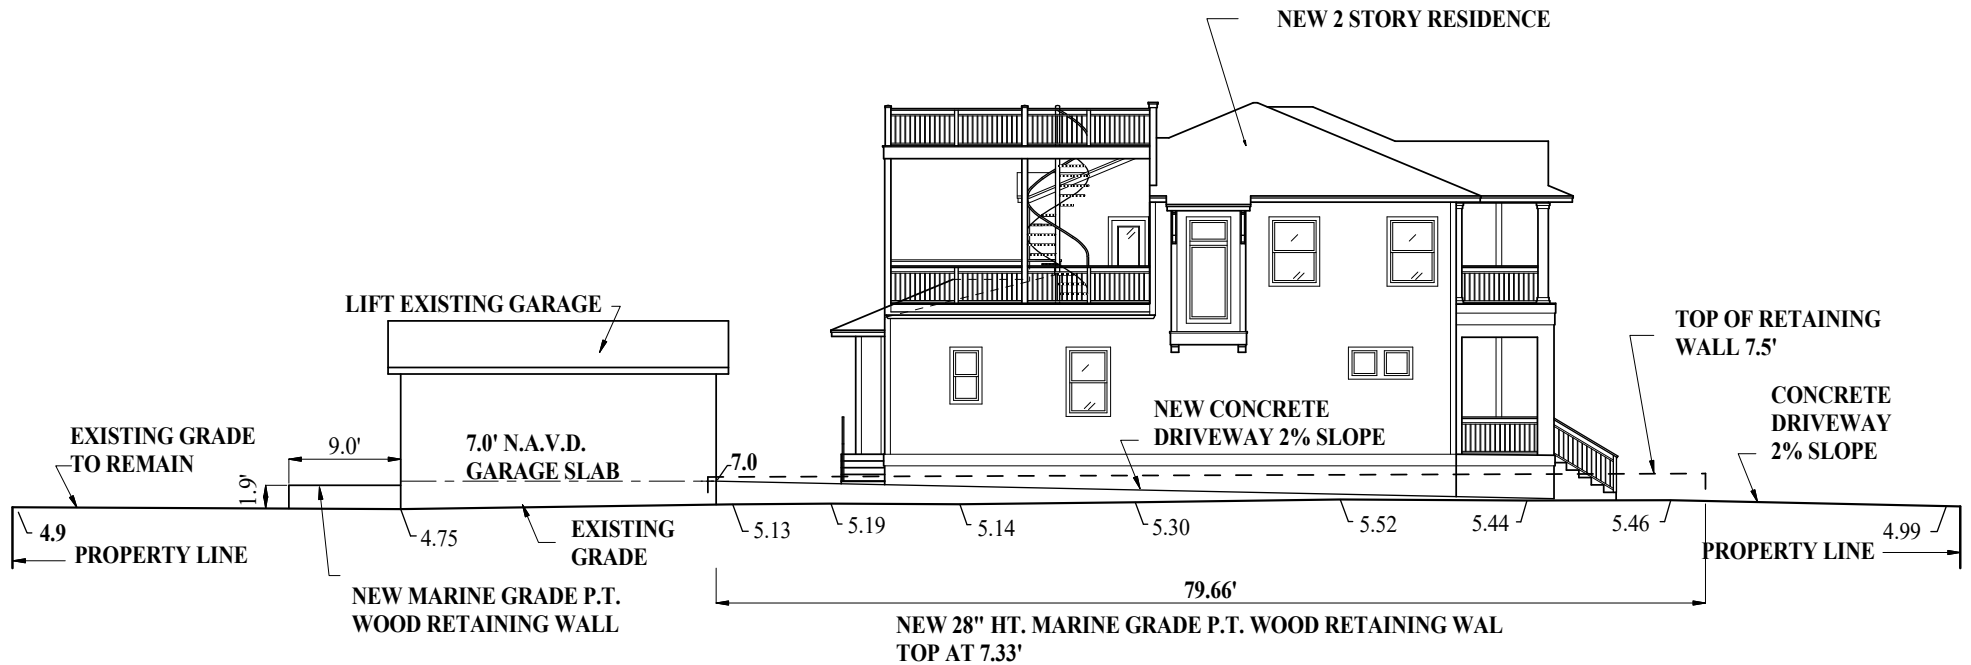 NEW 2 STORY RESIDENCE
LIFT EXISTING GARAGE
TOP OF RETAINING
WALL 7.5'
CONCRETE
DRIVEWAY
2% SLOPE
EXISTING GRADE
TO REMAIN
9.0'
1.9'
7.0' N.A.V.D.
GARAGE SLAB
7.0
NEW CONCRETE
DRIVEWAY 2% SLOPE
4.9
4.75
EXISTING
GRADE
5.13
5.19
5.14
5.30
5.52
5.44
5.46
4.99
PROPERTY LINE
PROPERTY LINE
NEW MARINE GRADE P.T.
WOOD RETAINING WALL
79.66'
NEW 28" HT. MARINE GRADE P.T. WOOD RETAINING WAL
TOP AT 7.33'